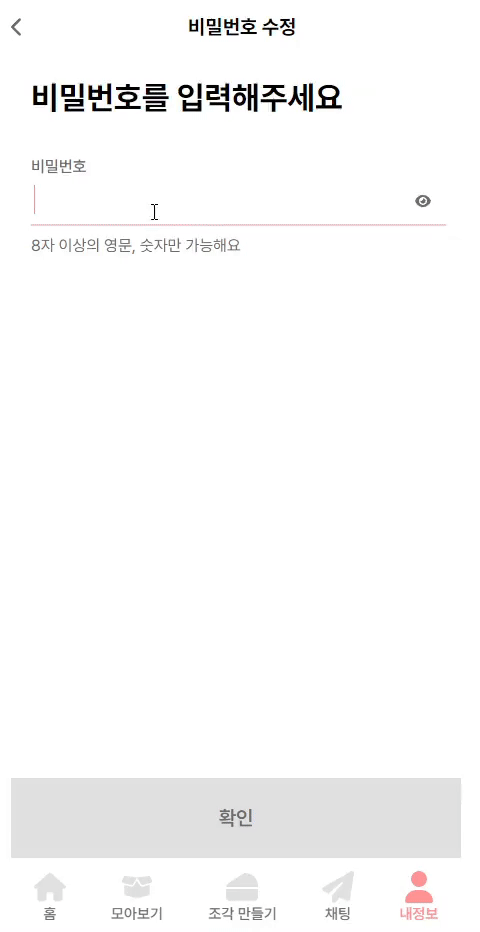 비밀번호 수정
비밀번호를 입력해주세요
비밀번호
8자 이상의 영문, 숫자만 가능해요
확인
홈 모아보기 조각 만들기 채팅 내정보